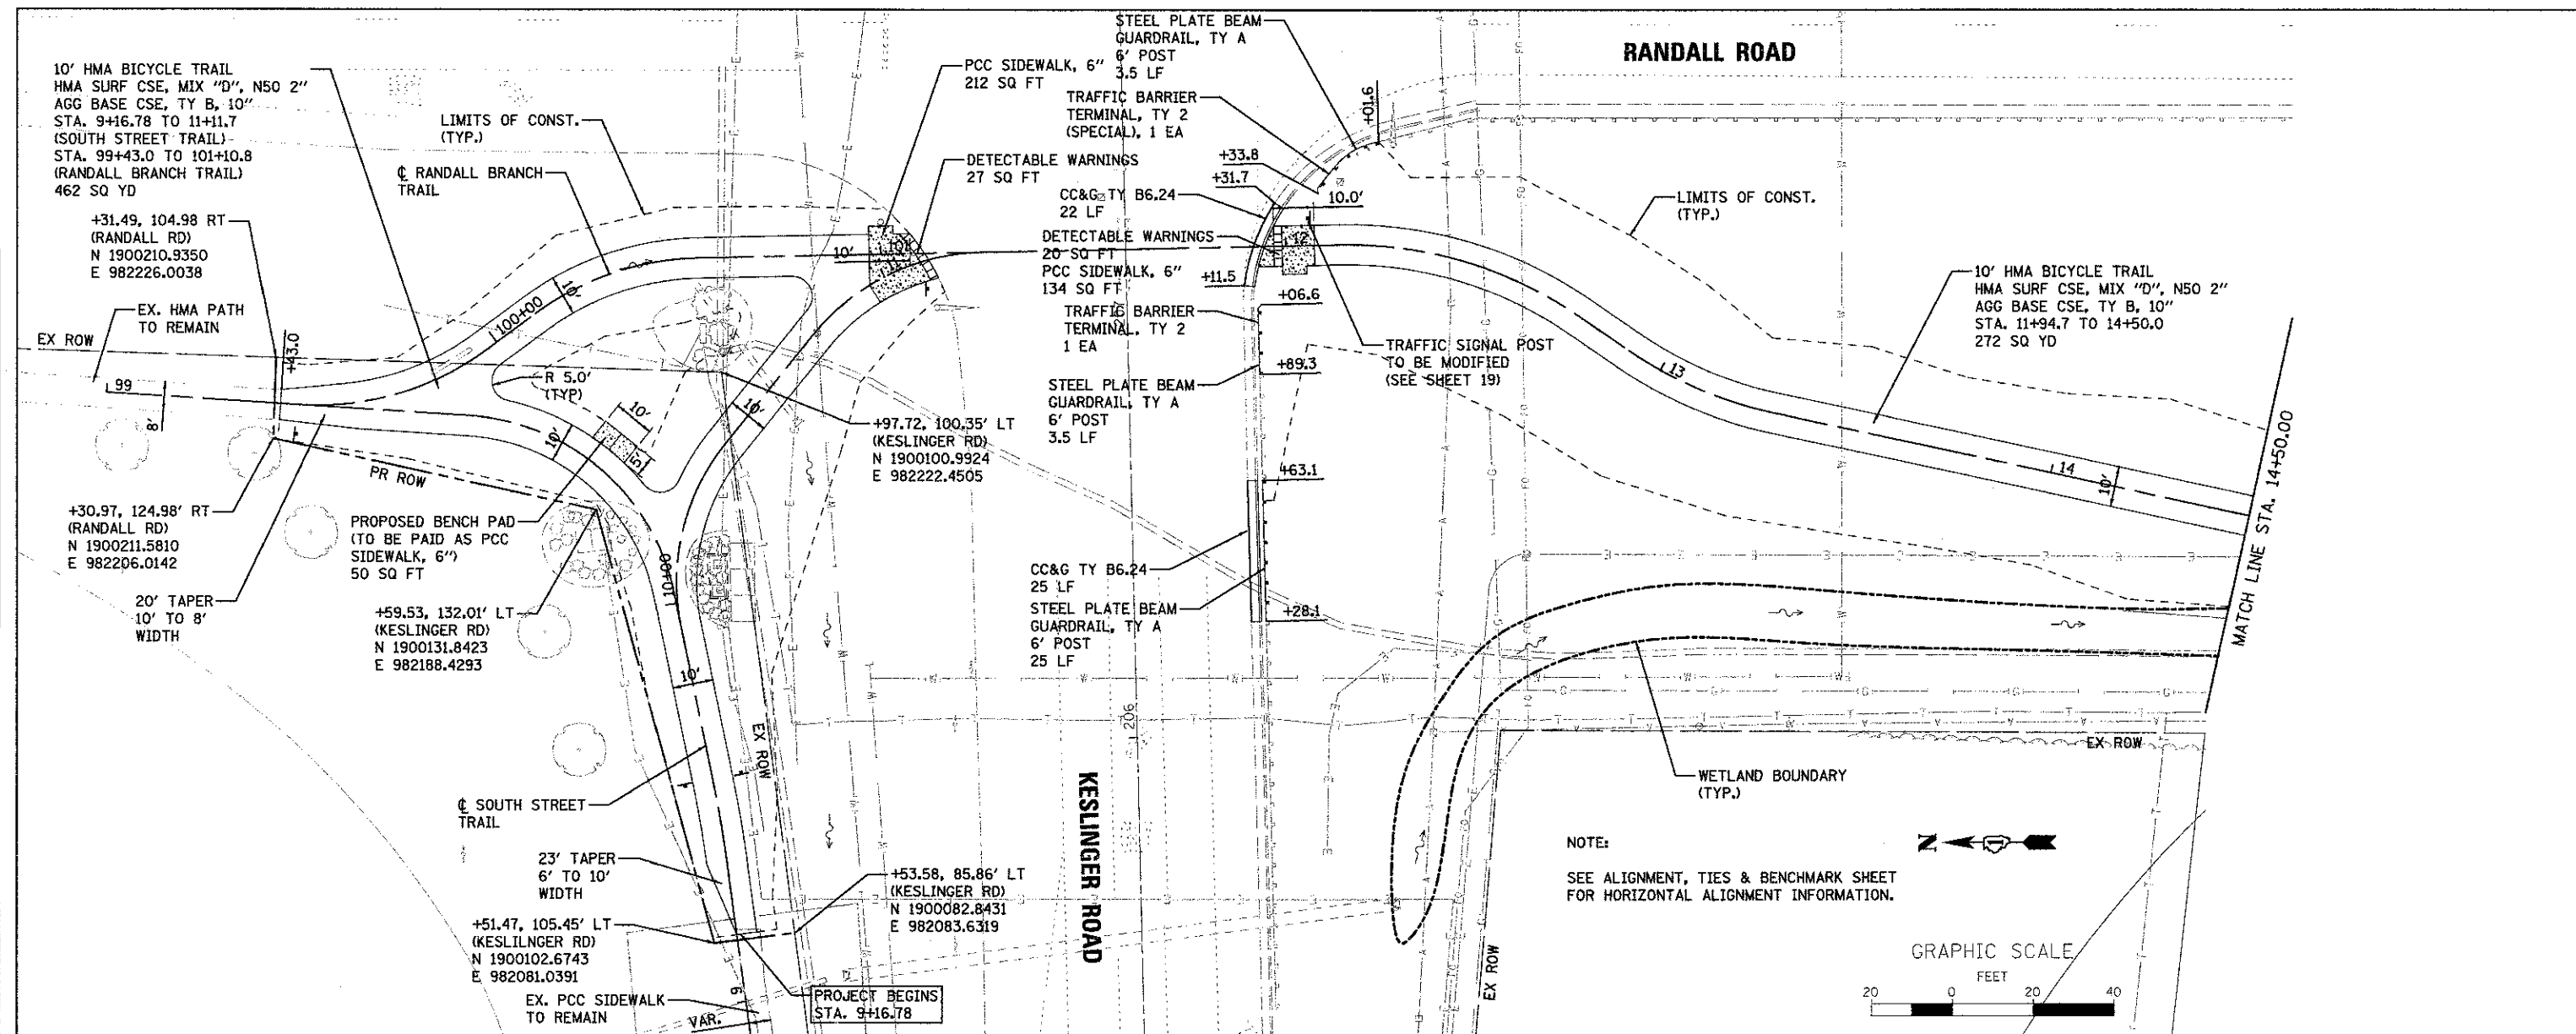 10' HMA BICYCLE TRAIL
HMA SURF CSE, MIX "D", N50 2"
AGG BASE CSE, TY B, 10"
STA. 9+16.78 TO 11+11.7
(SOUTH STREET TRAIL)
STA. 99+43.0 TO 101+10.8
(RANDALL BRANCH TRAIL)
462 SQ YD
LIMITS OF CONST.
(TYP.)
℄ RANDALL BRANCH
TRAIL
+31.49, 104.98 RT
(RANDALL RD)
N 1900210.9350
E 982226.0038
EX. HMA PATH
TO REMAIN
EX ROW
+43.0
99
8'
100+00
10'
R 5.0'
(TYP)
10'
10'
5'
10'
PR ROW
+30.97, 124.98' RT
(RANDALL RD)
N 1900211.5810
E 982206.0142
20' TAPER
10' TO 8'
WIDTH
PROPOSED BENCH PAD
(TO BE PAID AS PCC
SIDEWALK, 6")
50 SQ FT
+59.53, 132.01' LT
(KESLINGER RD)
N 1900131.8423
E 982188.4293
110+00
10'
EX ROW
℄ SOUTH STREET
TRAIL
23' TAPER
6' TO 10'
WIDTH
+51.47, 105.45' LT
(KESLILNGER RD)
N 1900102.6743
E 982081.0391
EX. PCC SIDEWALK
TO REMAIN
VAR.
PROJECT BEGINS
STA. 9+16.78
+53.58, 85.86' LT
(KESLINGER RD)
N 1900082.8431
E 982083.6319
+97.72, 100.35' LT
(KESLINGER RD)
N 1900100.9924
E 982222.4505
PCC SIDEWALK, 6"
212 SQ FT
DETECTABLE WARNINGS
27 SQ FT
10'
101
STEEL PLATE BEAM
GUARDRAIL, TY A
6' POST
3.5 LF
TRAFFIC BARRIER
TERMINAL, TY 2
(SPECIAL), 1 EA
CC&G TY B6.24
22 LF
DETECTABLE WARNINGS
20 SQ FT
PCC SIDEWALK, 6"
134 SQ FT
TRAFFIC BARRIER
TERMINAL, TY 2
1 EA
STEEL PLATE BEAM
GUARDRAIL, TY A
6' POST
3.5 LF
CC&G TY B6.24
25 LF
STEEL PLATE BEAM
GUARDRAIL, TY A
6' POST
25 LF
+01.6
+33.8
+31.7
10.0'
12
+11.5
+06.6
+89.3
+63.1
+28.1
206
KESLINGER ROAD
RANDALL ROAD
TRAFFIC SIGNAL POST
TO BE MODIFIED
(SEE SHEET 19)
LIMITS OF CONST.
(TYP.)
10' HMA BICYCLE TRAIL
HMA SURF CSE, MIX "D", N50 2"
AGG BASE CSE, TY B, 10"
STA. 11+94.7 TO 14+50.0
272 SQ YD
13
14
10'
MATCH LINE STA. 14+50.00
EX ROW
WETLAND BOUNDARY
(TYP.)
EX ROW
NOTE:
SEE ALIGNMENT, TIES & BENCHMARK SHEET
FOR HORIZONTAL ALIGNMENT INFORMATION.
N
GRAPHIC SCALE
FEET
20 0 20 40